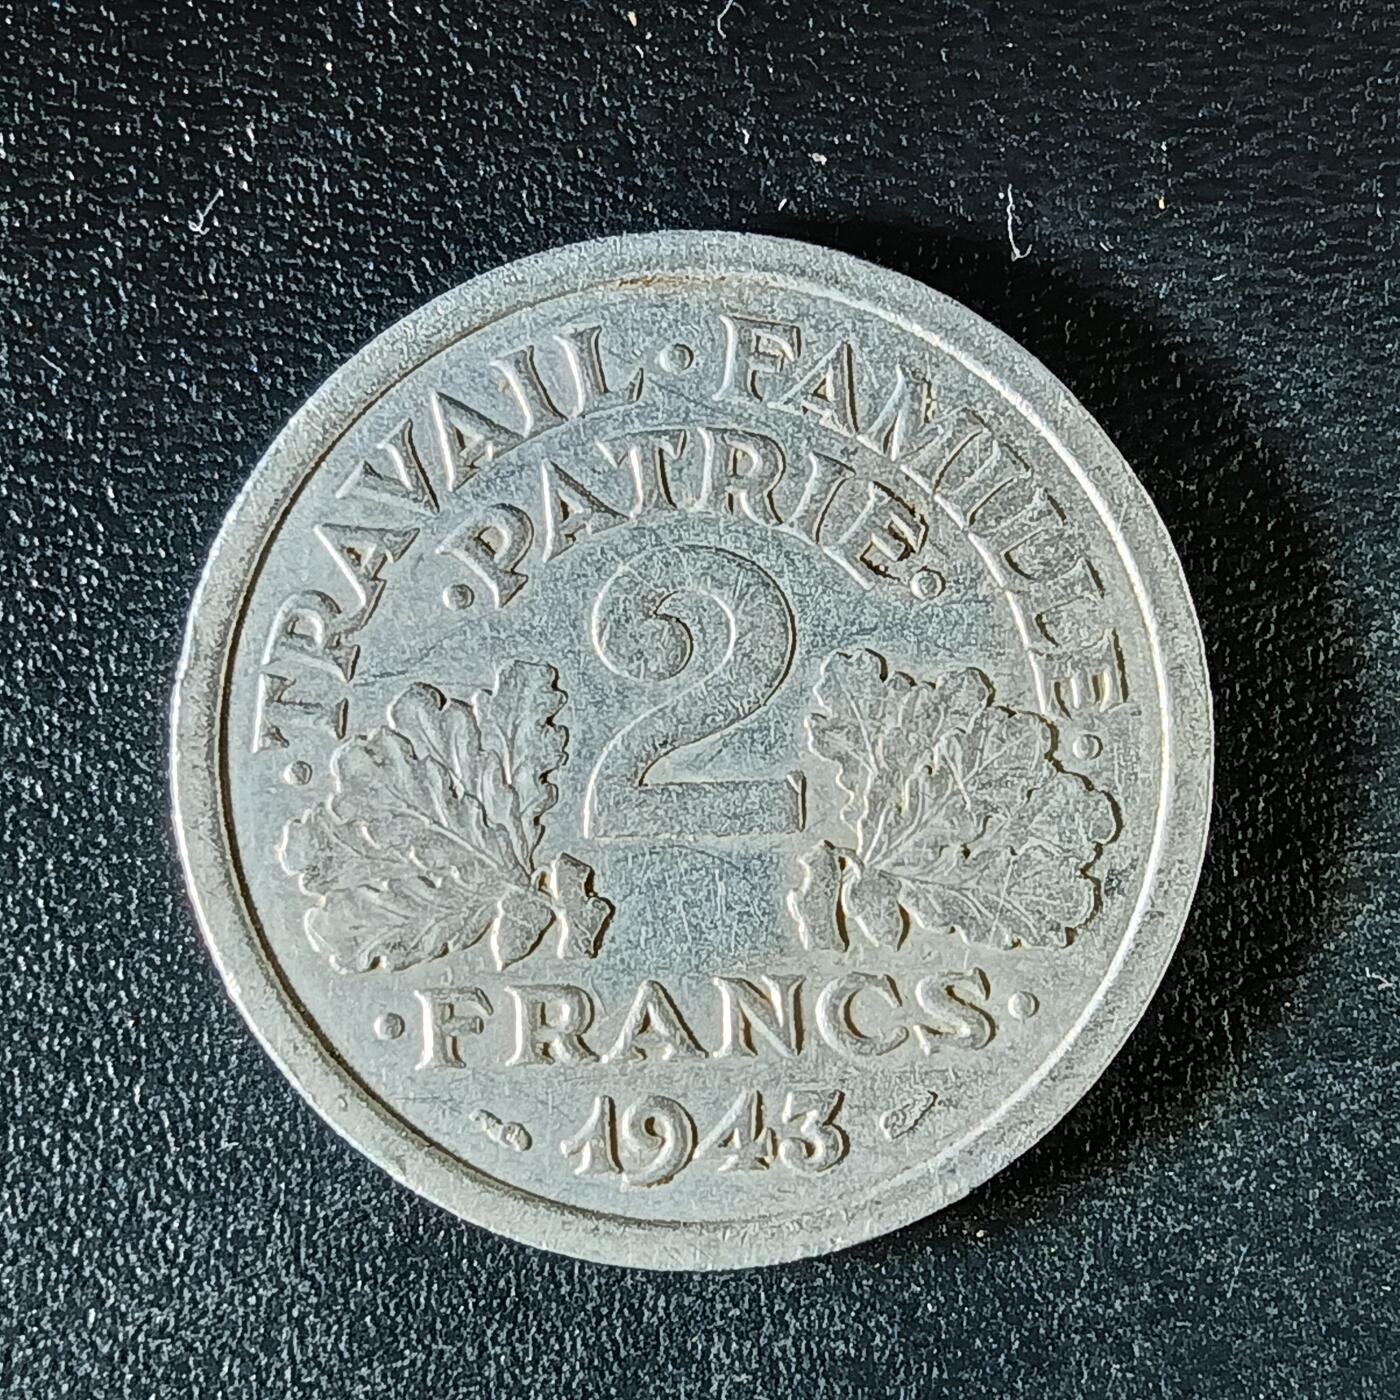 ·TRAVAIL·FAMILLE·
·PATRIE·
2
·FRANCS·
1943